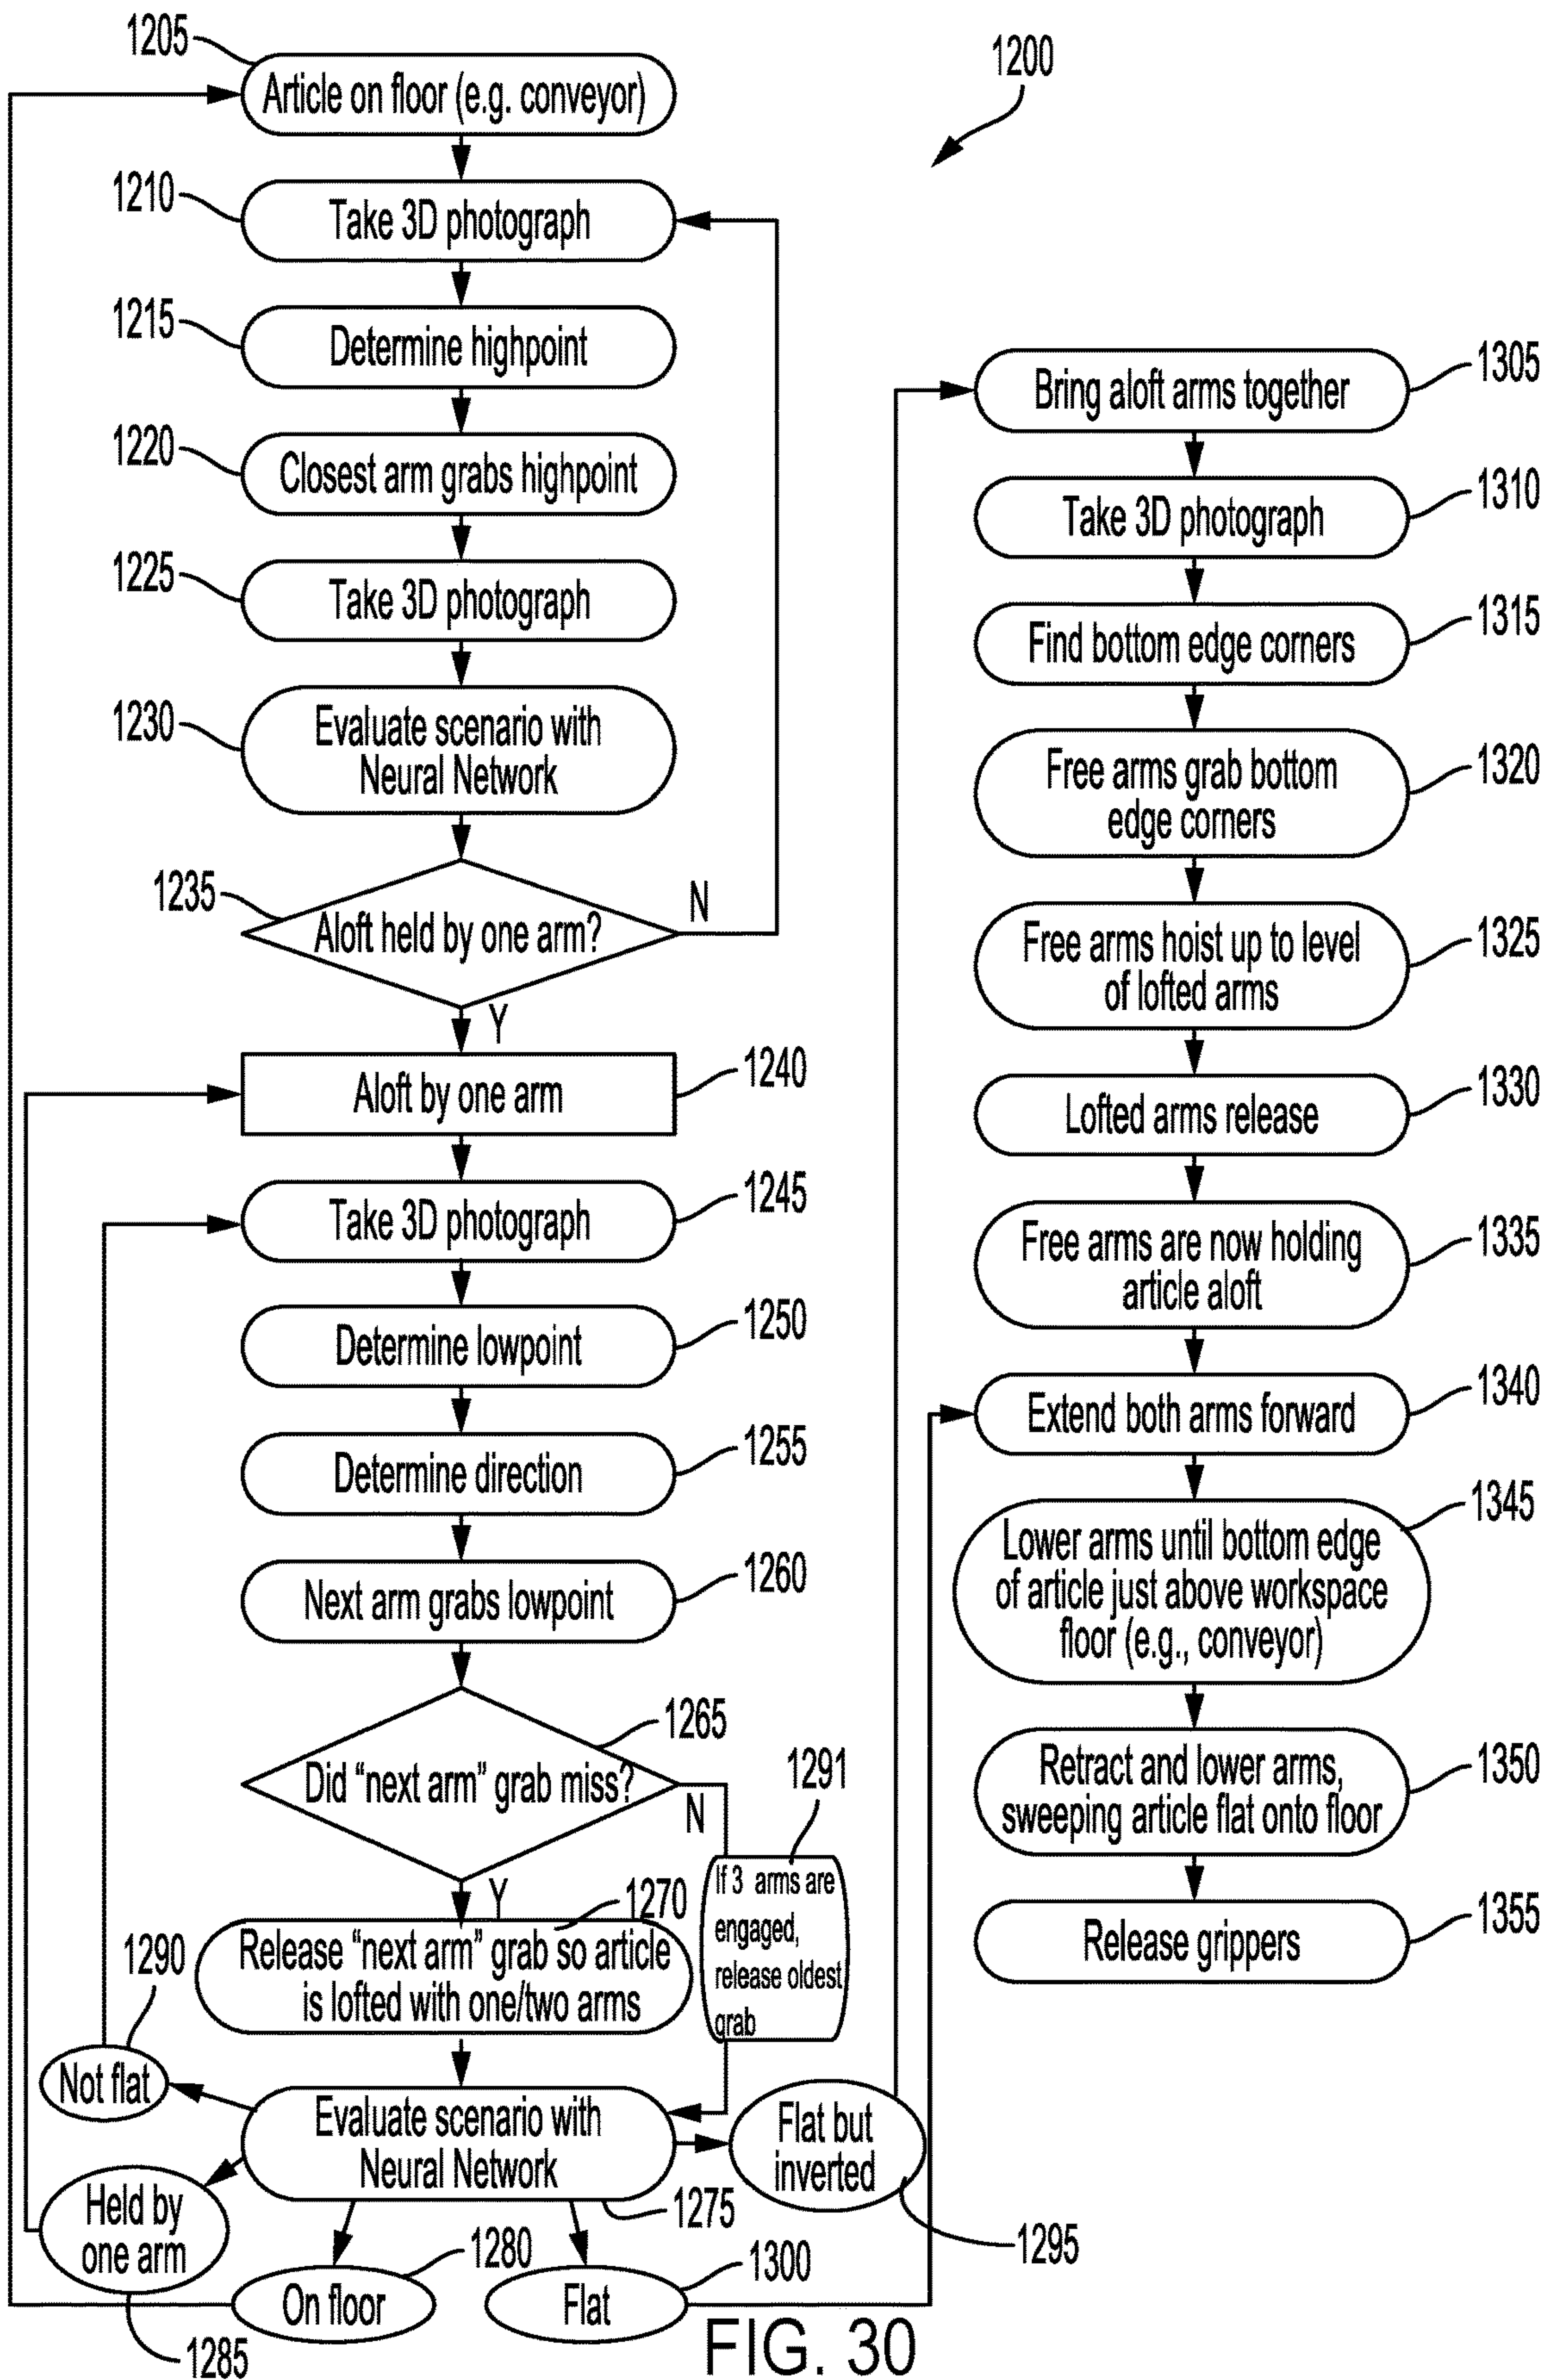 1205
Article on floor (e.g. conveyor)
1200
1210
Take 3D photograph
1215
Determine highpoint
1220
Closest arm grabs highpoint
1225
Take 3D photograph
1230
Evaluate scenario with
Neural Network
1235
Aloft held by one arm?
N
Y
1240
Aloft by one arm
1245
Take 3D photograph
1250
Determine lowpoint
1255
Determine direction
1260
Next arm grabs lowpoint
1265
Did “next arm” grab miss?
N
Y
1291
If 3 arms are
engaged,
release oldest
grab
1270
Release “next arm” grab so article
is lofted with one/two arms
1290
Not flat
Evaluate scenario with
Neural Network
1275
Flat but
inverted
1295
Held by
one arm
1285
On floor
1280
Flat
1300
1305
Bring aloft arms together
1310
Take 3D photograph
1315
Find bottom edge corners
1320
Free arms grab bottom
edge corners
1325
Free arms hoist up to level
of lofted arms
1330
Lofted arms release
1335
Free arms are now holding
article aloft
1340
Extend both arms forward
1345
Lower arms until bottom edge
of article just above workspace
floor (e.g., conveyor)
1350
Retract and lower arms,
sweeping article flat onto floor
1355
Release grippers
FIG. 30